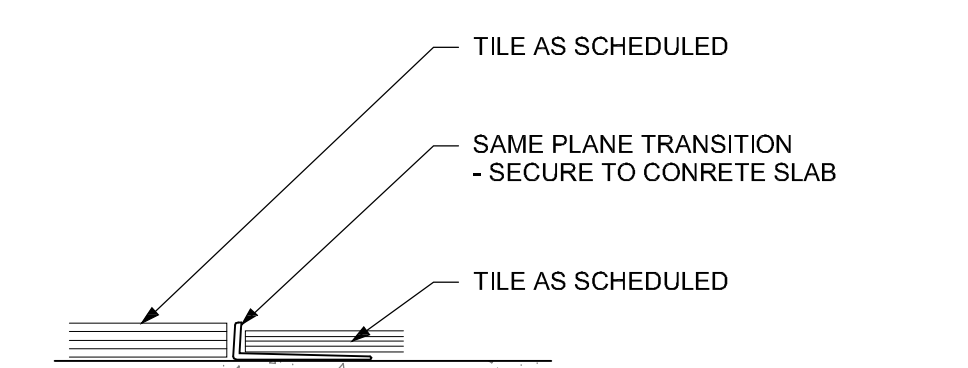 TILE AS SCHEDULED
SAME PLANE TRANSITION
- SECURE TO CONRETE SLAB
TILE AS SCHEDULED